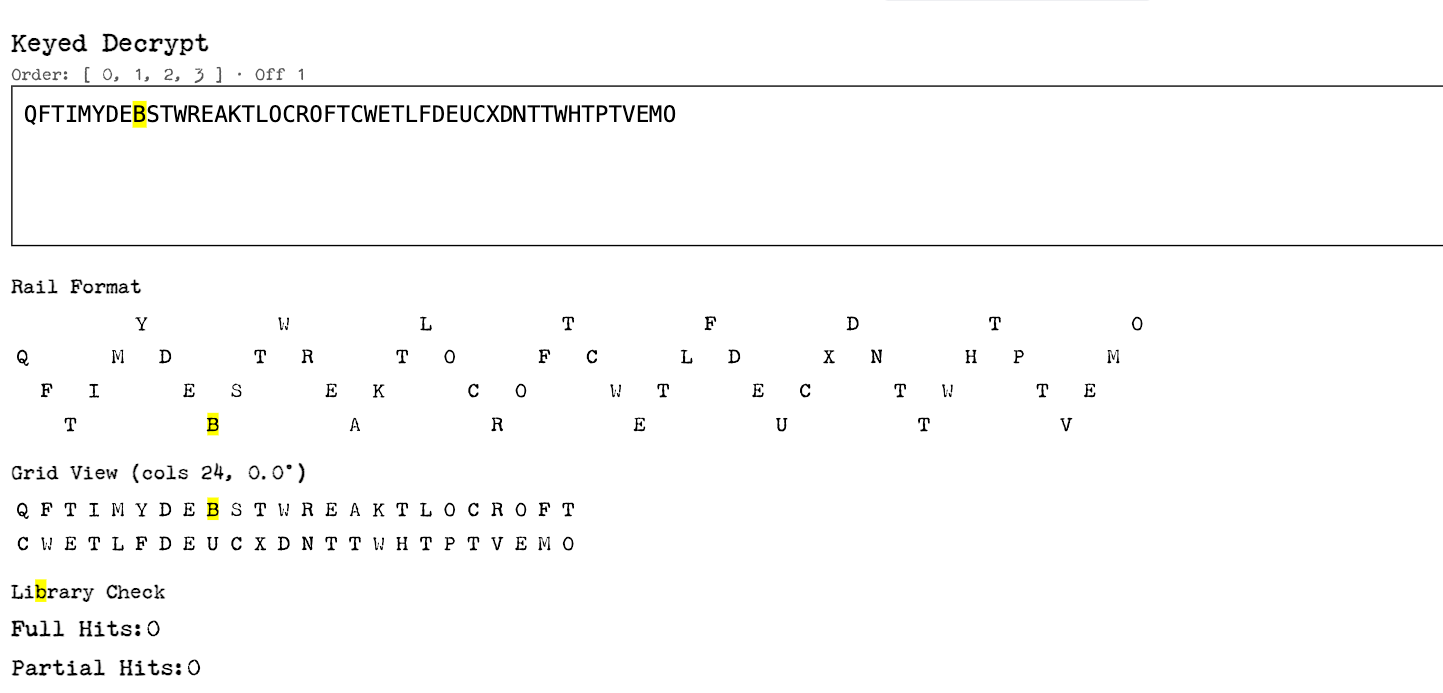 Keyed Decrypt
Order: [ 0, 1, 2, 3 ] · Off 1
QFTIMYDEBSTWREAKTLOCROFTCWETLFDEUCXDNTTWHTPTVEMO
Rail Format
Y W L T F D T O
Q M D T R T O F C L D X N H P M
F I E S E K C O W T E C T W T E
T B A R E U T V
Grid View (cols 24, 0.0°)
Q F T I M Y D E B S T W R E A K T L O C R O F T
C W E T L F D E U C X D N T T W H T P T V E M O
Library Check
Full Hits: 0
Partial Hits: 0